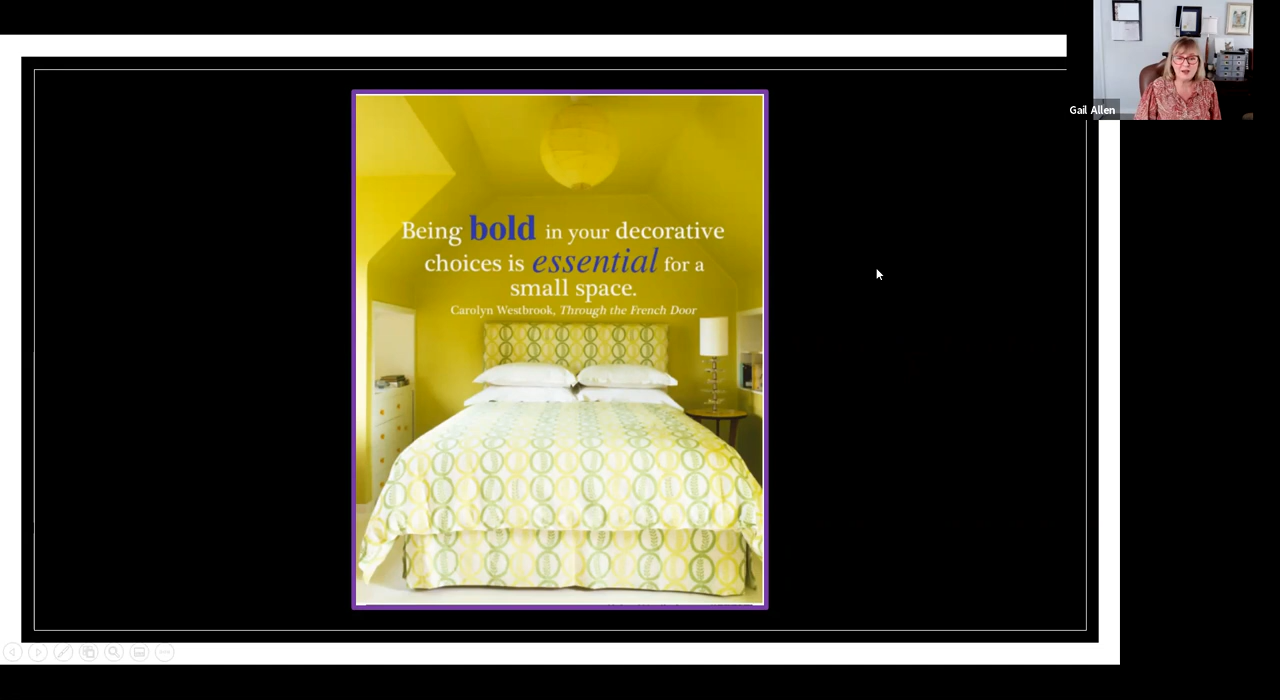 Gail Allen
Being bold in your decorative
choices is essential for a
small space.
Carolyn Westbrook, Through the French Door